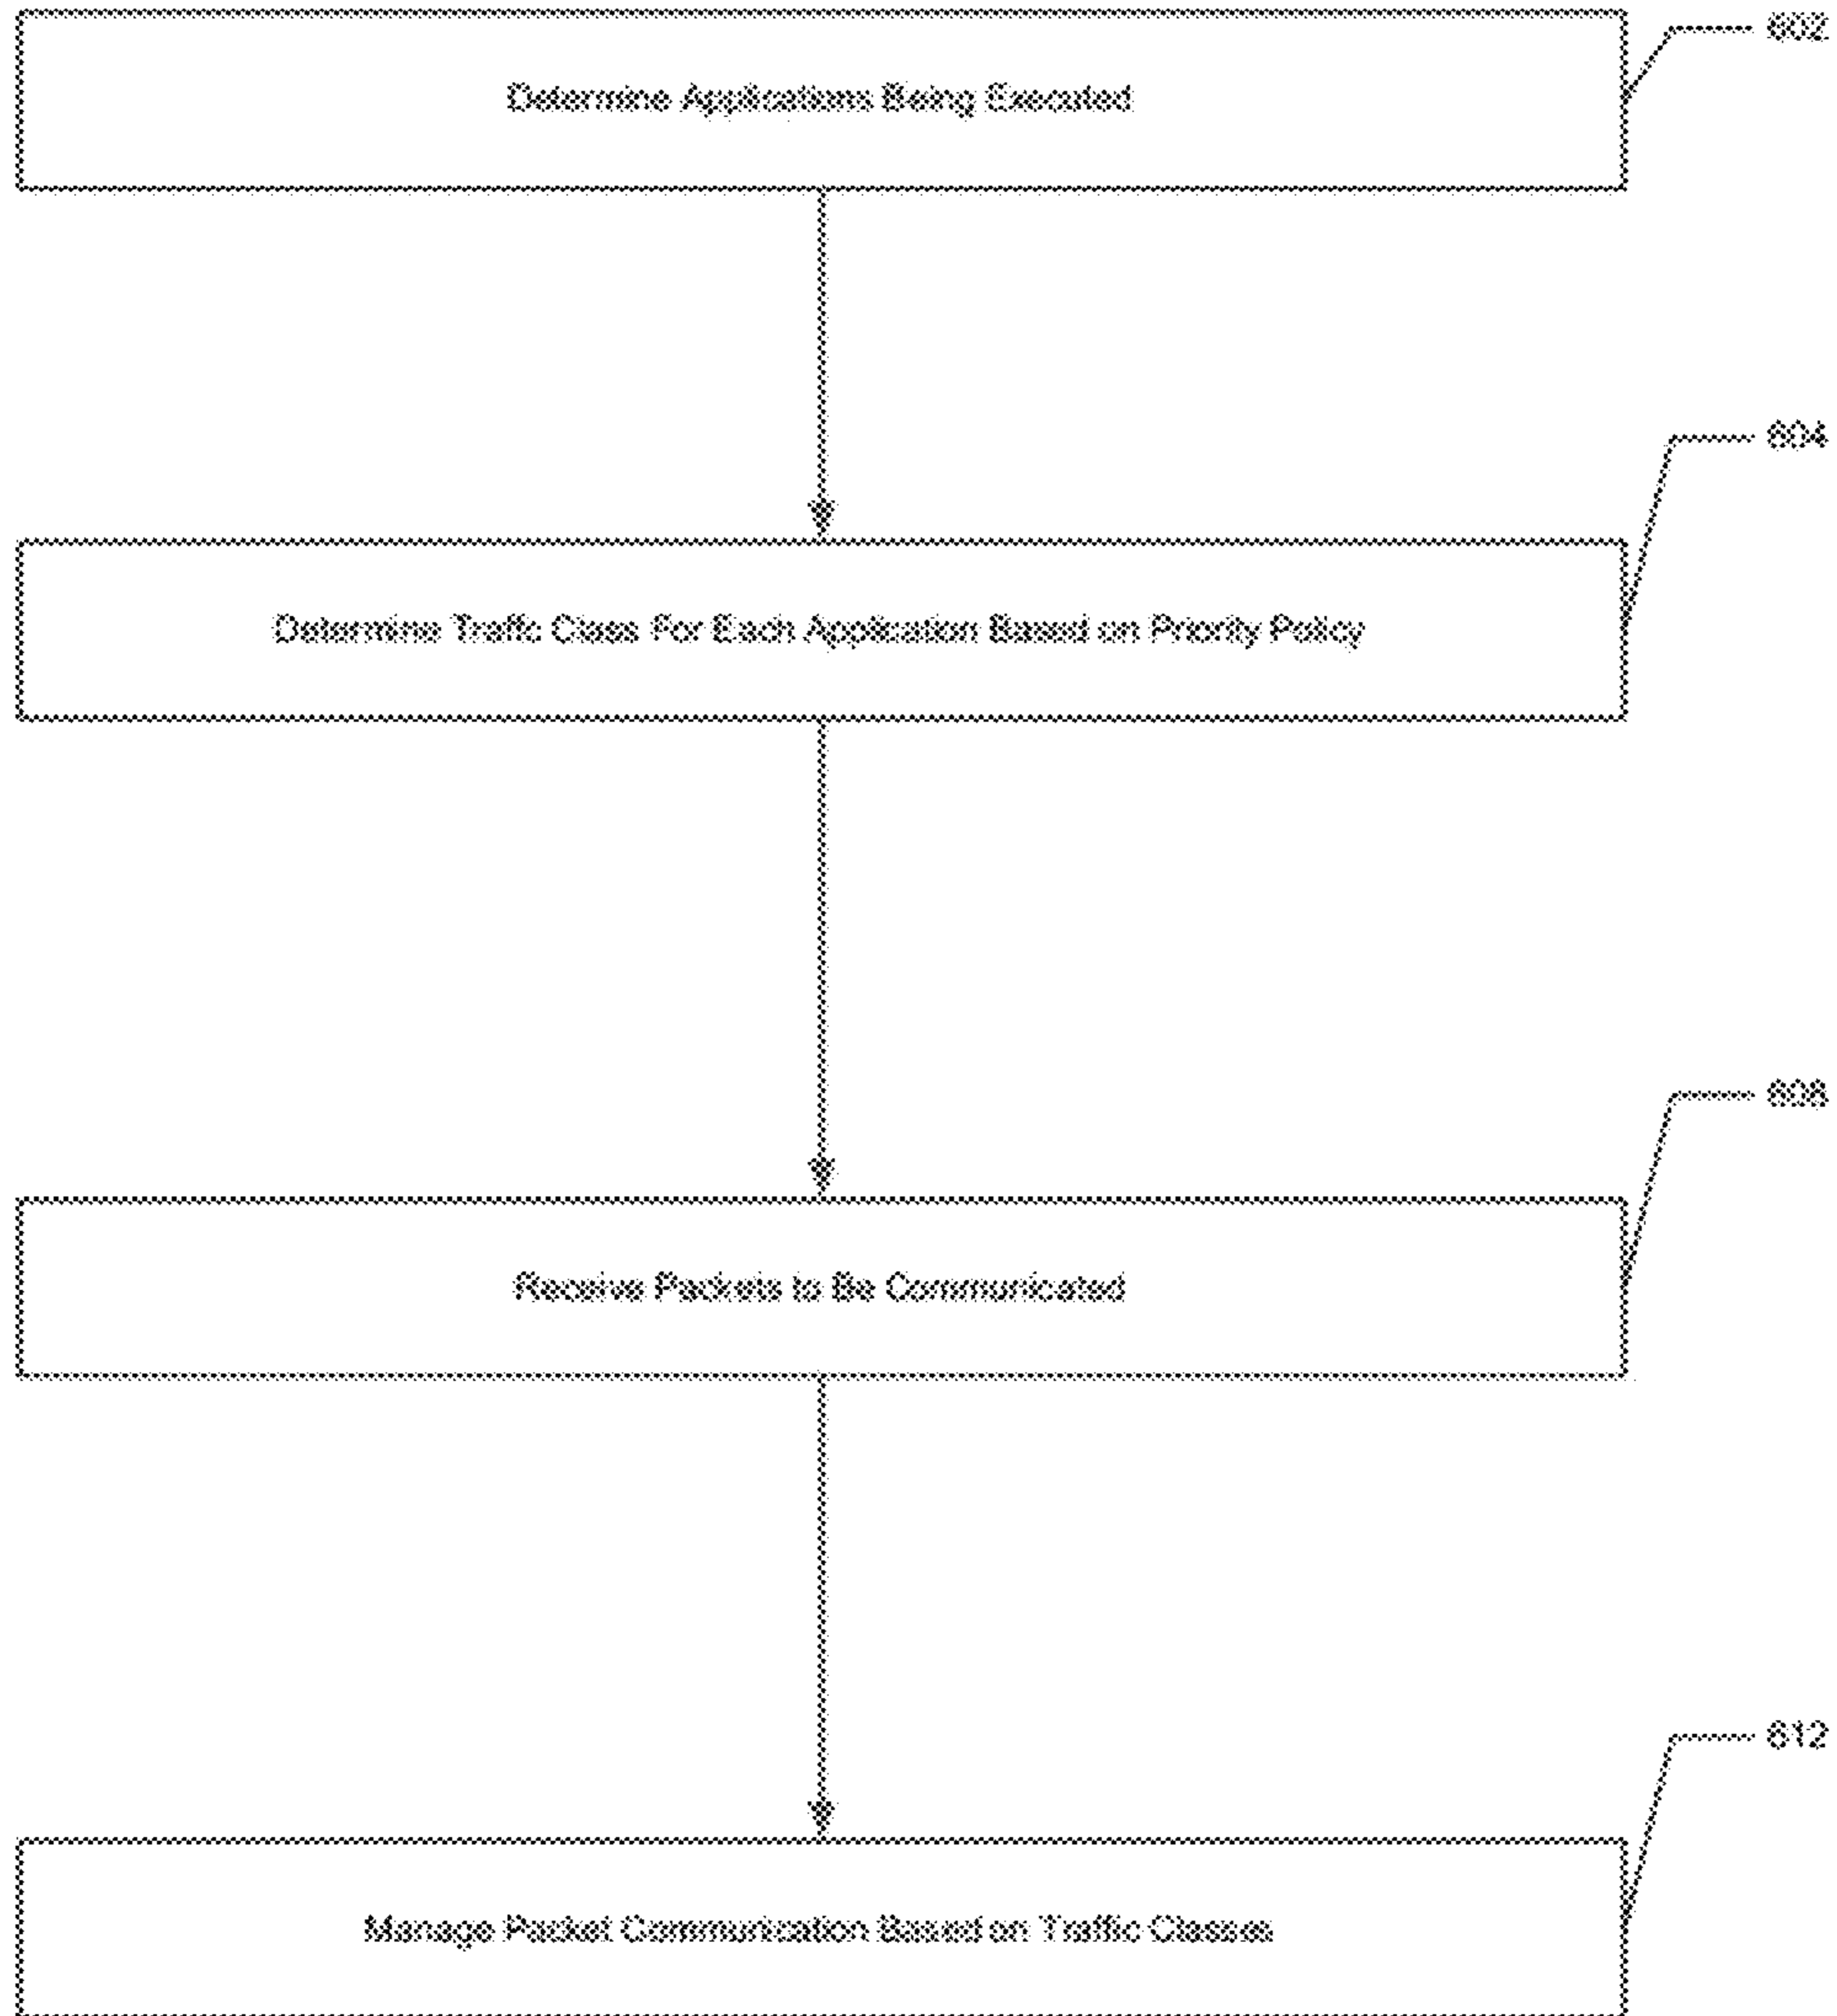 602
Determine Applications Being Executed
604
Determine Traffic Class For Each Application Based on Priority Policy
608
Receive Packets to Be Communicated
612
Manage Packet Communication Based on Traffic Classes